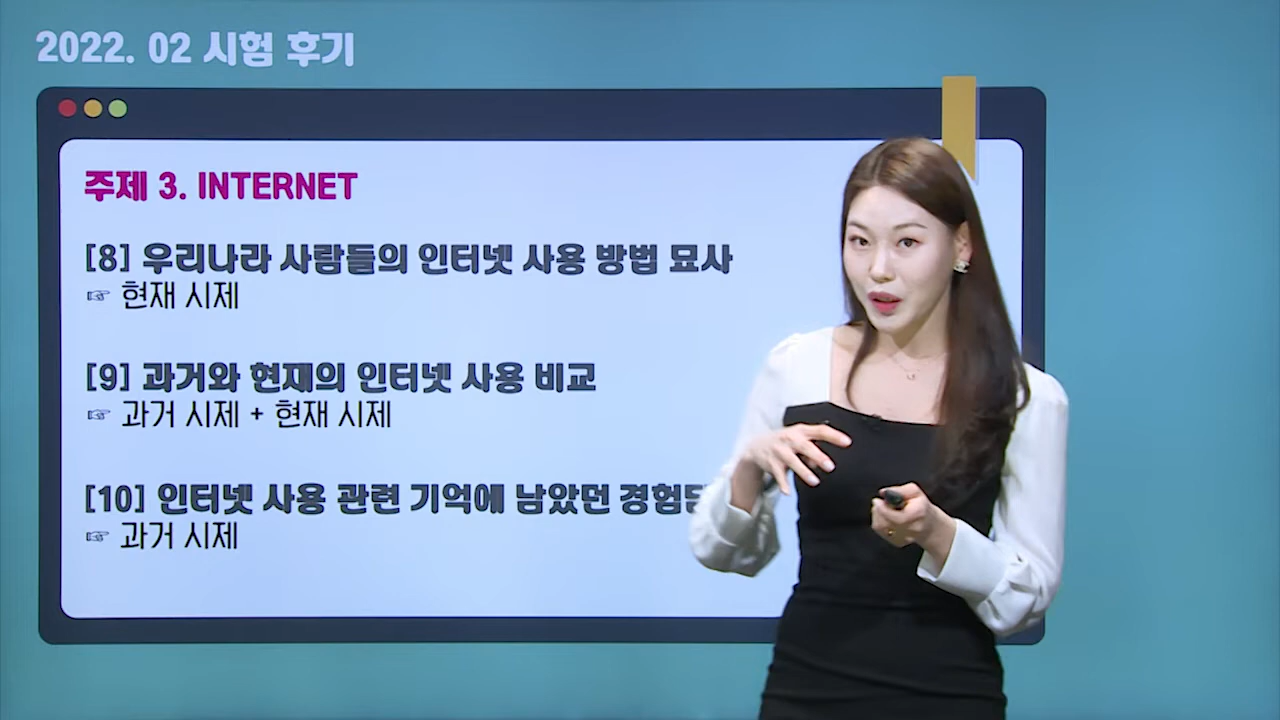 2022. 02 시험 후기
주제 3. INTERNET
[8] 우리나라 사람들의 인터넷 사용 방법 묘사
☞ 현재 시제
[9] 과거와 현재의 인터넷 사용 비교
☞ 과거 시제 + 현재 시제
[10] 인터넷 사용 관련 기억에 남았던
☞ 과거 시제